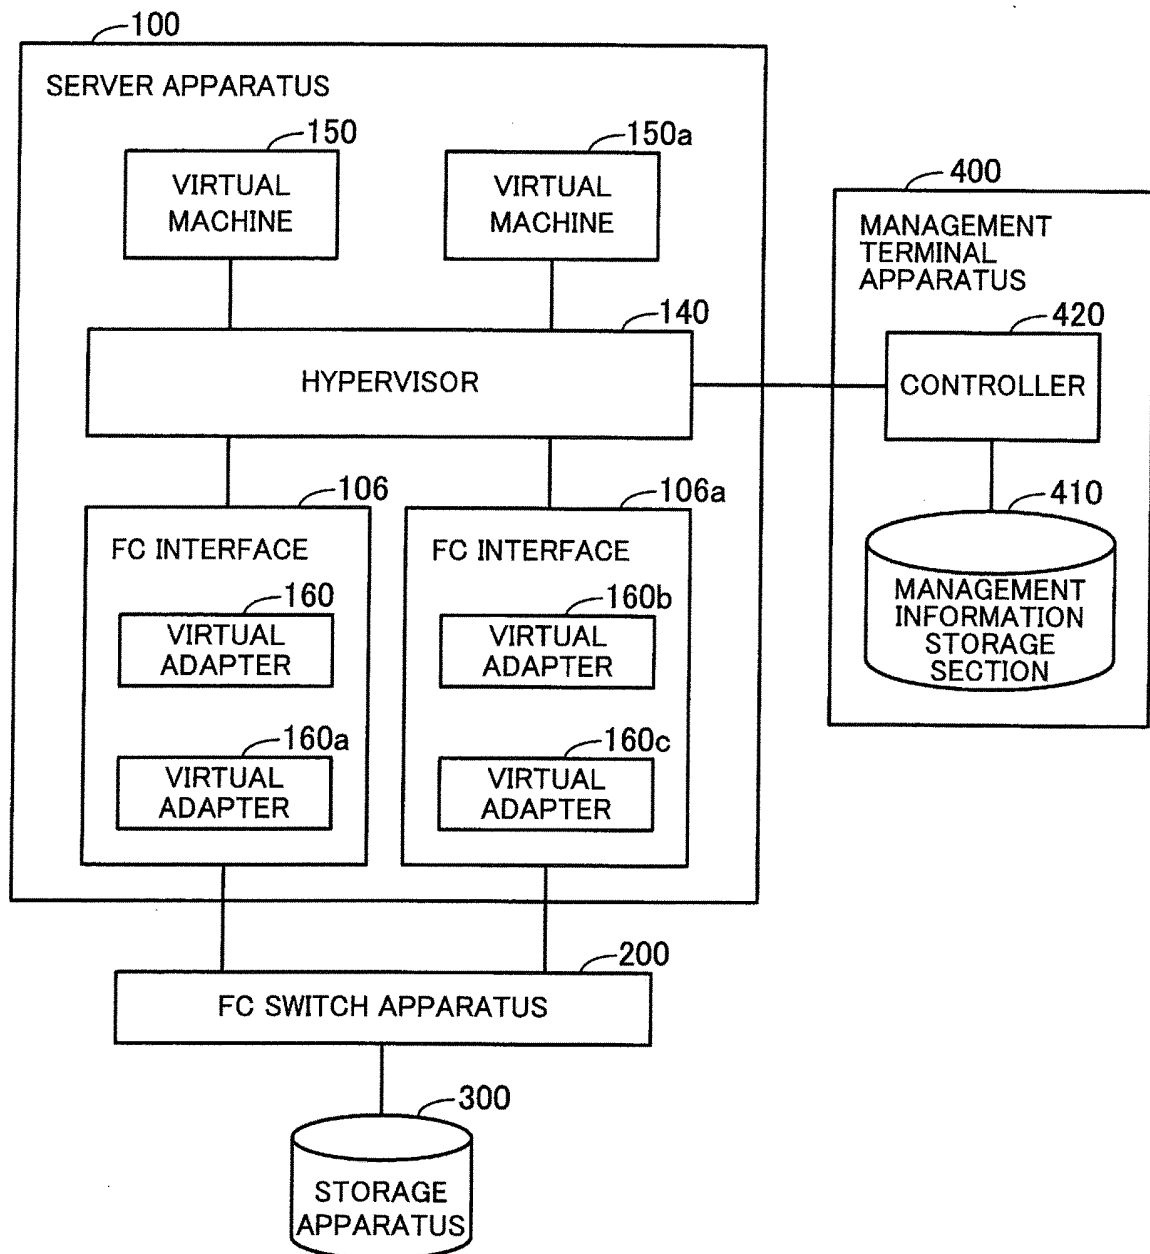 100
SERVER APPARATUS
150
VIRTUAL
MACHINE
150a
VIRTUAL
MACHINE
400
MANAGEMENT
TERMINAL
APPARATUS
140
HYPERVISOR
420
CONTROLLER
106
FC INTERFACE
160
VIRTUAL
ADAPTER
160a
VIRTUAL
ADAPTER
106a
FC INTERFACE
160b
VIRTUAL
ADAPTER
160c
VIRTUAL
ADAPTER
410
MANAGEMENT
INFORMATION
STORAGE
SECTION
200
FC SWITCH APPARATUS
300
STORAGE
APPARATUS